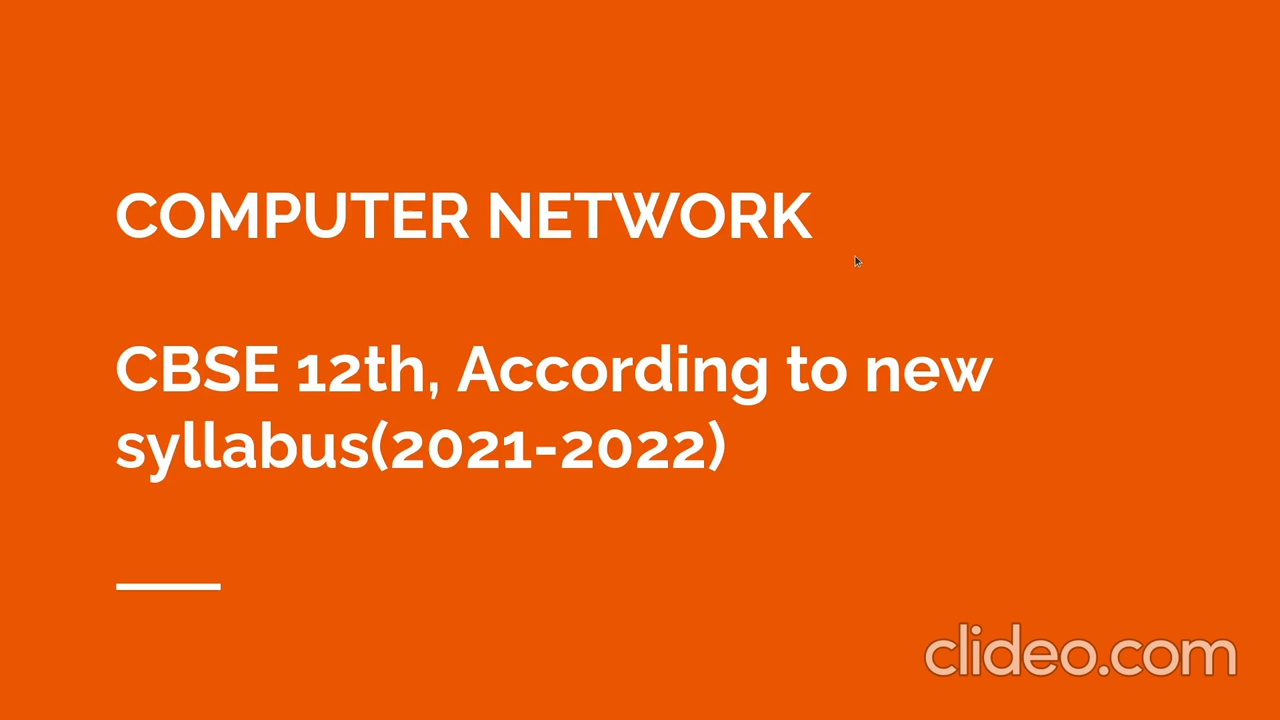 COMPUTER NETWORK
CBSE 12th, According to new
syllabus(2021-2022)
clideo.com